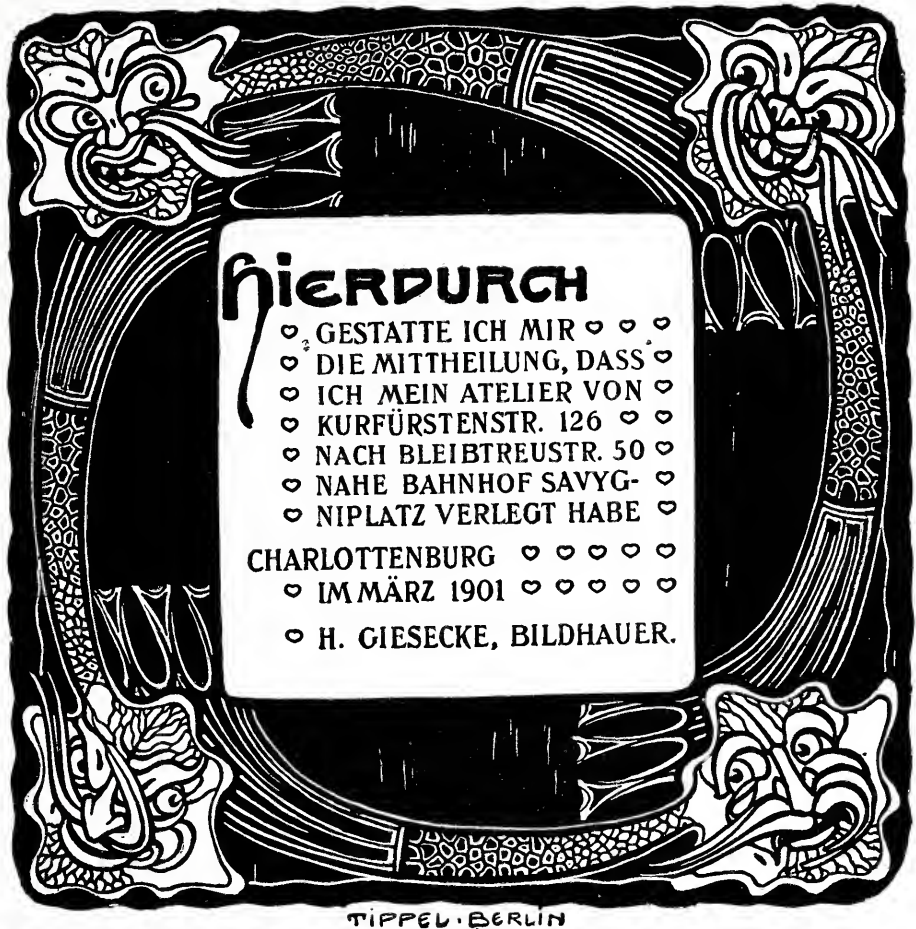 HIERDURCH
GESTATTE ICH MIR
DIE MITTHEILUNG, DASS
ICH MEIN ATELIER VON
KURFÜRSTENSTR. 126
NACH BLEIBTREUSTR. 50
NAHE BAHNHOF SAVYG-
NIPLATZ VERLEGT HABE
CHARLOTTENBURG
IM MÄRZ 1901
H. GIESECKE, BILDHAUER.
TIPPEL · BERLIN